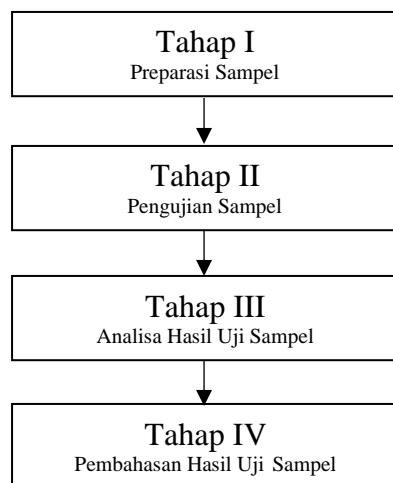 Tahap I
Preparasi Sampel
Tahap II
Pengujian Sampel
Tahap III
Analisa Hasil Uji Sampel
Tahap IV
Pembahasan Hasil Uji Sampel